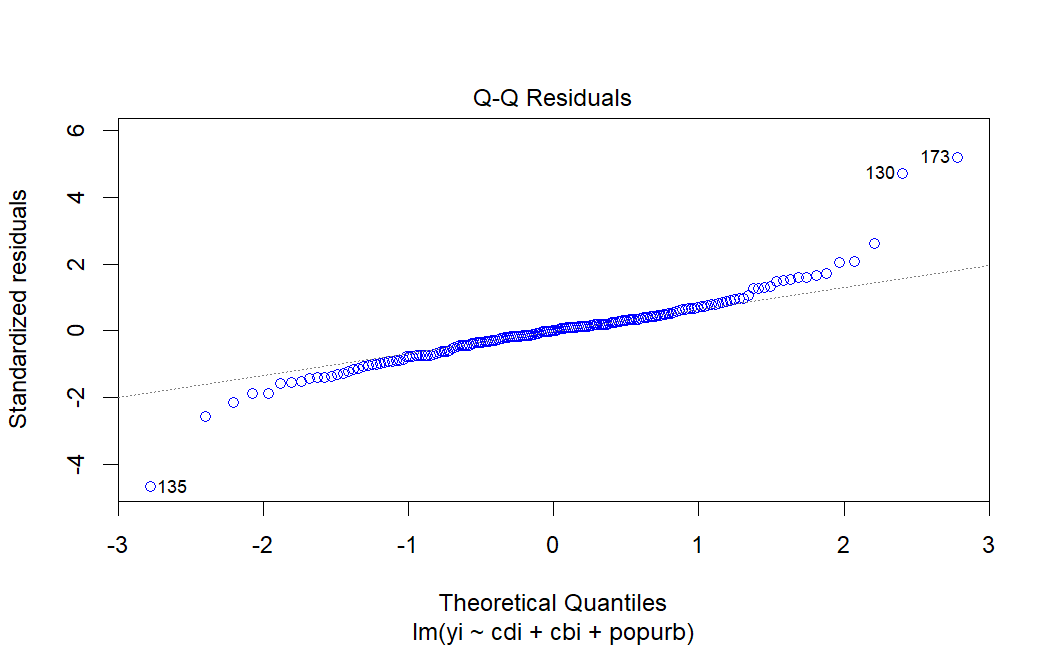 Q-Q Residuals
Standardized residuals
6
4
2
0
-2
-4
173
130
135
-3 -2 -1 0 1 2 3
Theoretical Quantiles
lm(yi ~ cdi + cbi + popurb)